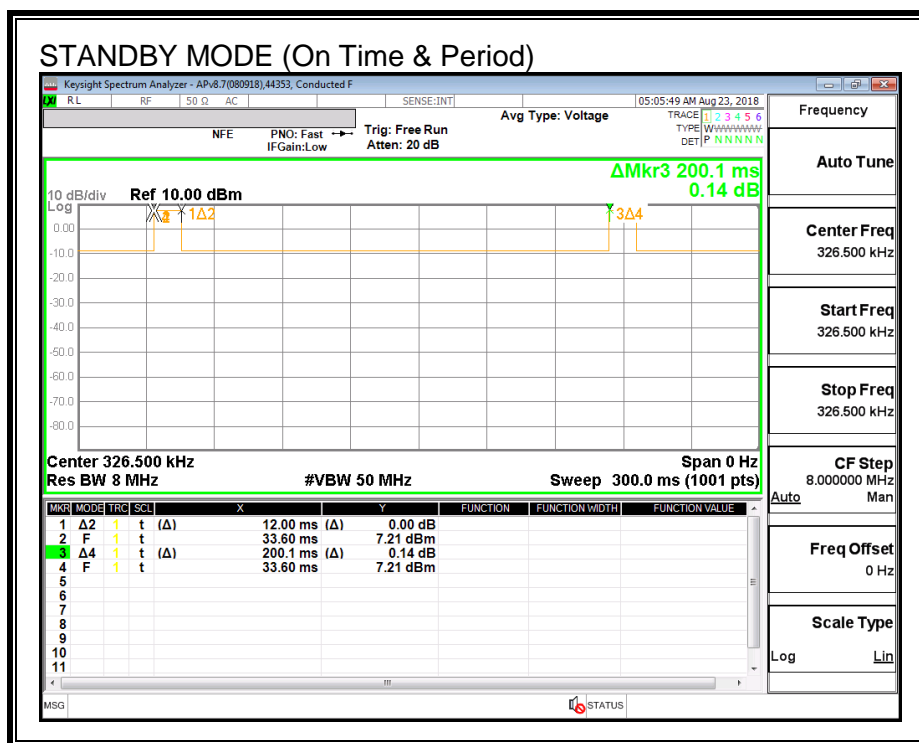 STANDBY MODE (On Time & Period)
Keysight Spectrum Analyzer - APv8.7(080918),44353, Conducted F
LXI RL RF 50 Ω AC SENSE:INT 05:05:49 AM Aug 23, 2018
NFE PNO: Fast IFGain:Low
Trig: Free Run
Atten: 20 dB
Avg Type: Voltage
TRACE 1 2 3 4 5 6
TYPE WWWWWWW
DET P N N N N N
ΔMkr3 200.1 ms
0.14 dB
10 dB/div Ref 10.00 dBm
Log
1Δ2
3Δ4
0.00
-10.0
-20.0
-30.0
-40.0
-50.0
-60.0
-70.0
-80.0
Center 326.500 kHz Span 0 Hz
Res BW 8 MHz #VBW 50 MHz Sweep 300.0 ms (1001 pts)
MKR MODE TRC SCL X Y FUNCTION FUNCTION WIDTH FUNCTION VALUE
1 Δ2 1 t (Δ) 12.00 ms (Δ) 0.00 dB
2 F 1 t 33.60 ms 7.21 dBm
3 Δ4 1 t (Δ) 200.1 ms (Δ) 0.14 dB
4 F 1 t 33.60 ms 7.21 dBm
5
6
7
8
9
10
11
MSG STATUS
Frequency
Auto Tune
Center Freq
326.500 kHz
Start Freq
326.500 kHz
Stop Freq
326.500 kHz
CF Step
8.000000 MHz
Auto Man
Freq Offset
0 Hz
Scale Type
Log Lin